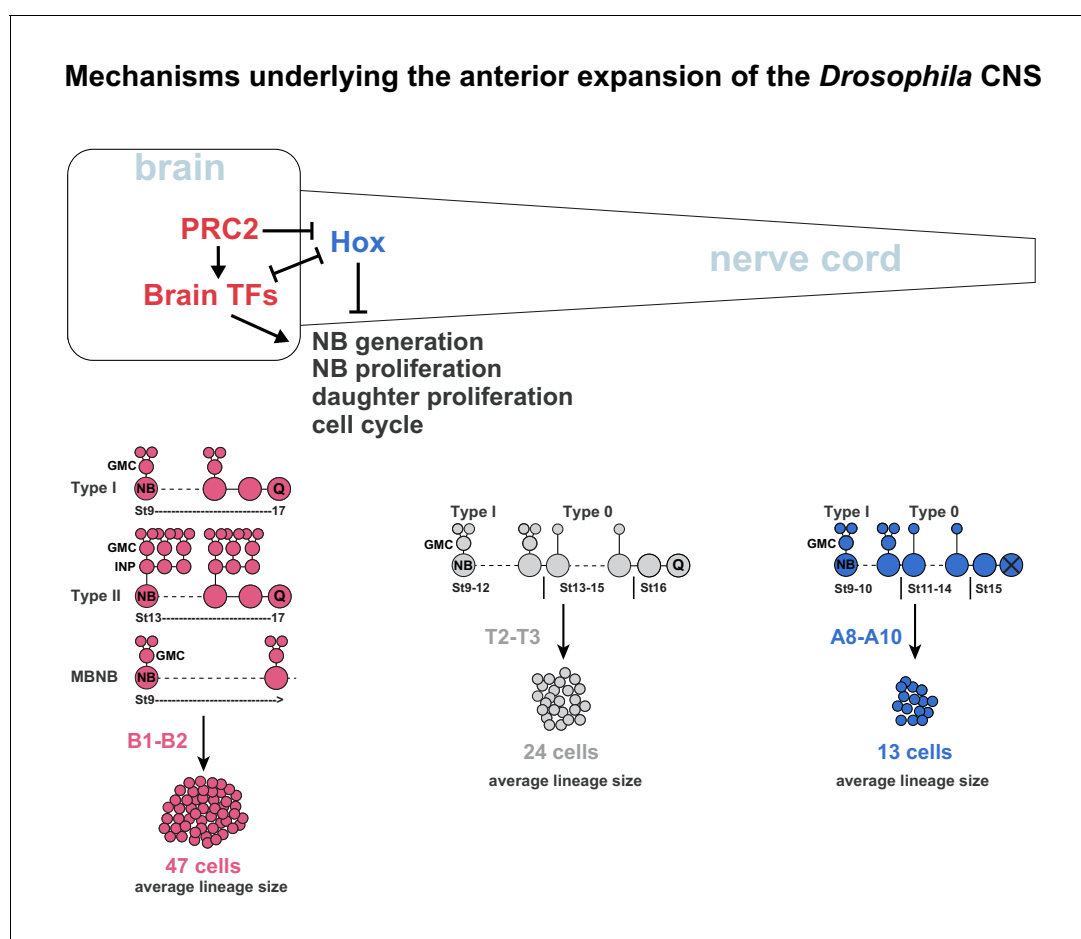 Mechanisms underlying the anterior expansion of the Drosophila CNS
brain
PRC2
Hox
nerve cord
Brain TFs
NB generation
NB proliferation
daughter proliferation
cell cycle
GMC
Type I
NB
Q
St9----------------------------17
GMC
INP
Type II
NB
Q
St13--------------------------17
GMC
MBNB
NB
St9----------------------------->
B1-B2
47 cells
average lineage size
Type I
Type 0
GMC
NB
Q
St9-12
St13-15
St16
T2-T3
24 cells
average lineage size
Type I
Type 0
GMC
NB
St9-10
St11-14
St15
A8-A10
13 cells
average lineage size